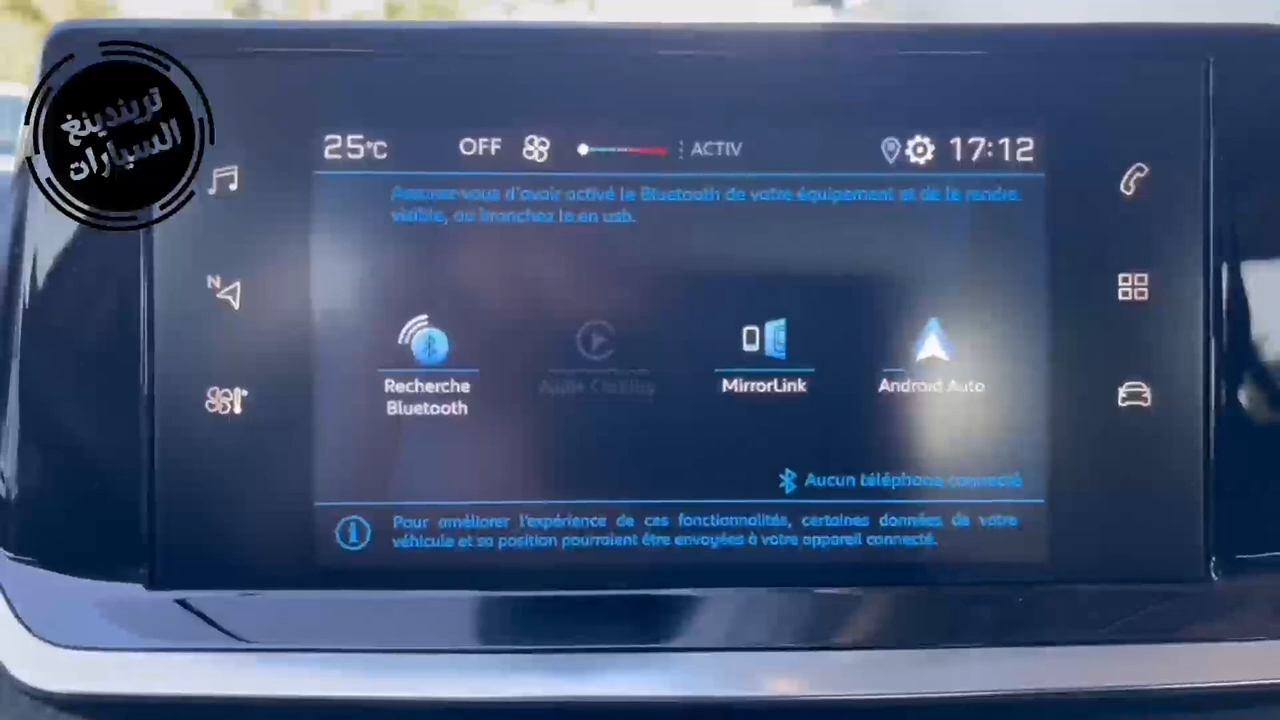 تريندينغ
السيارات
25°C OFF ACTIV 17:12
Assurez-vous d'avoir activé le Bluetooth de votre équipement et de le rendre
visible, ou branchez le en usb.
N
Recherche
Bluetooth
Apple CarPlay
MirrorLink
Android Auto
Aucun téléphone connecté
Pour améliorer l'expérience de ces fonctionnalités, certaines données de votre
véhicule et sa position pourraient être envoyées à votre appareil connecté.